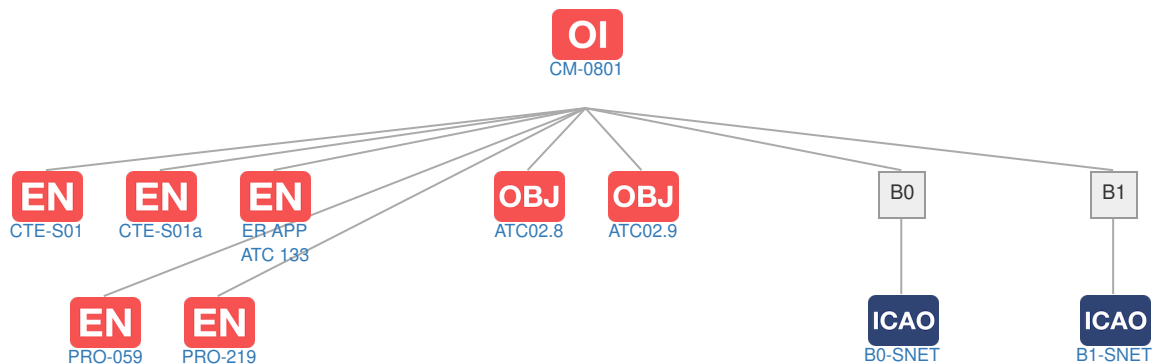 OI
CM-0801
EN EN EN OBJ OBJ B0 B1
CTE-S01 CTE-S01a ER APP ATC02.8 ATC02.9
ATC 133
EN EN ICAO ICAO
PRO-059 PRO-219 B0-SNET B1-SNET